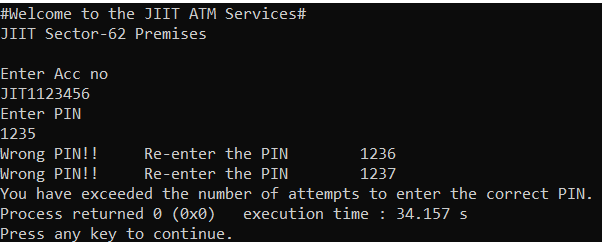 #Welcome to the JIIT ATM Services#
JIIT Sector-62 Premises
Enter Acc no
JIT1123456
Enter PIN
1235
Wrong PIN!! Re-enter the PIN 1236
Wrong PIN!! Re-enter the PIN 1237
You have exceeded the number of attempts to enter the correct PIN.
Process returned 0 (0x0) execution time : 34.157 s
Press any key to continue.